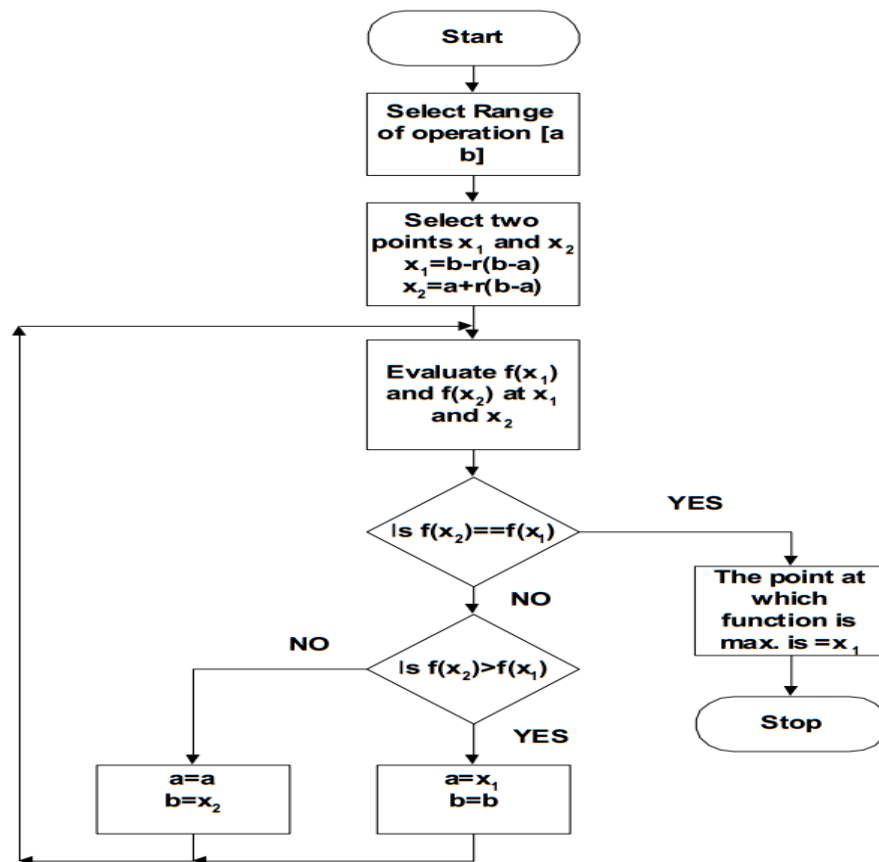 Start
Select Range
of operation [a
b]
Select two
points x₁ and x₂
x₁=b-r(b-a)
x₂=a+r(b-a)
Evaluate f(x₁)
and f(x₂) at x₁
and x₂
Is f(x₂)==f(x₁)
YES
The point at
which
function is
max. is =x₁
Stop
NO
Is f(x₂)>f(x₁)
NO
YES
a=a
b=x₂
a=x₁
b=b